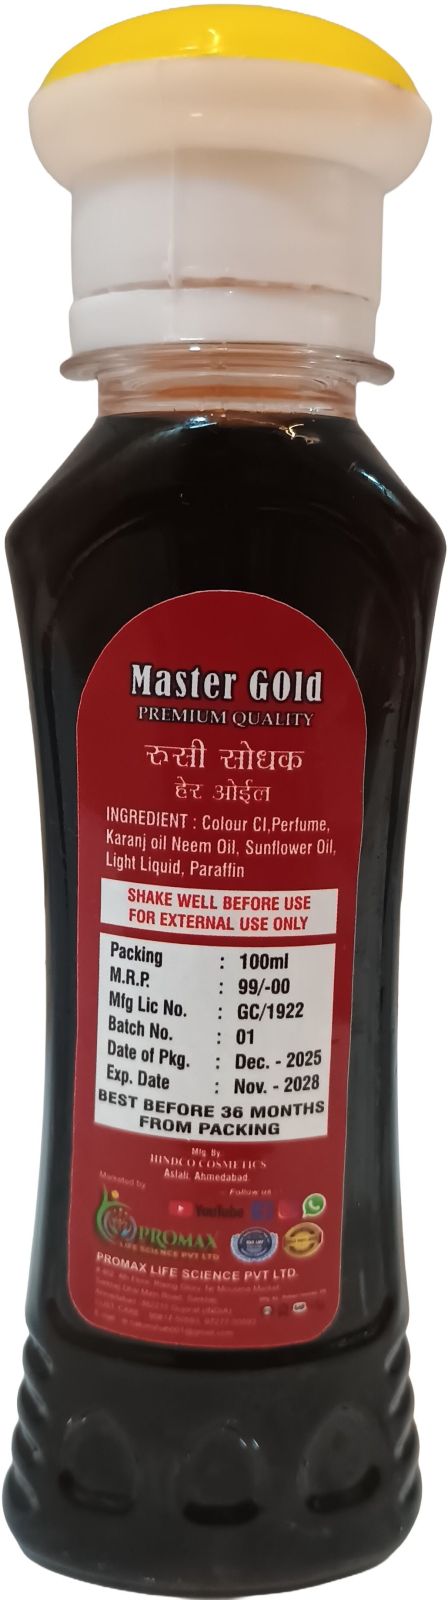 Master GOld
PREMIUM QUALITY
रुसी सोधक
हेर ओईल
INGREDIENT : Colour CI,Perfume,
Karanj oil Neem Oil, Sunflower Oil,
Light Liquid, Paraffin
SHAKE WELL BEFORE USE
FOR EXTERNAL USE ONLY
Packing : 100ml
M.R.P. : 99/-00
Mfg Lic No. : GC/1922
Batch No. : 01
Date of Pkg. : Dec. - 2025
Exp. Date : Nov. - 2028
BEST BEFORE 36 MONTHS
FROM PACKING
Mfg. By
HINDCO COSMETICS
Aslali, Ahmedabad.
Marketed by
Follow us
YouTube
PROMAX
LIFE SCIENCE PVT LTD
PROMAX LIFE SCIENCE PVT LTD.